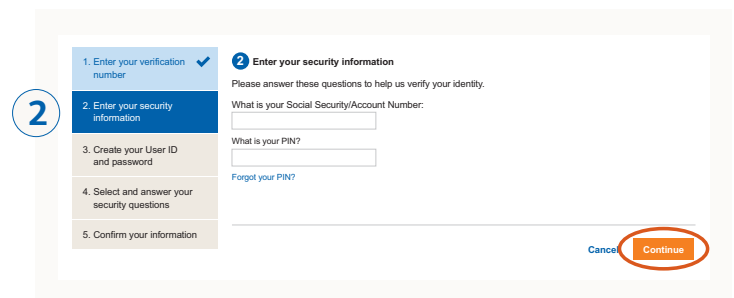 2
1. Enter your verification
number
2. Enter your security
information
3. Create your User ID
and password
4. Select and answer your
security questions
5. Confirm your information
2 Enter your security information
Please answer these questions to help us verify your identity.
What is your Social Security/Account Number:
What is your PIN?
Forgot your PIN?
Cancel
Continue